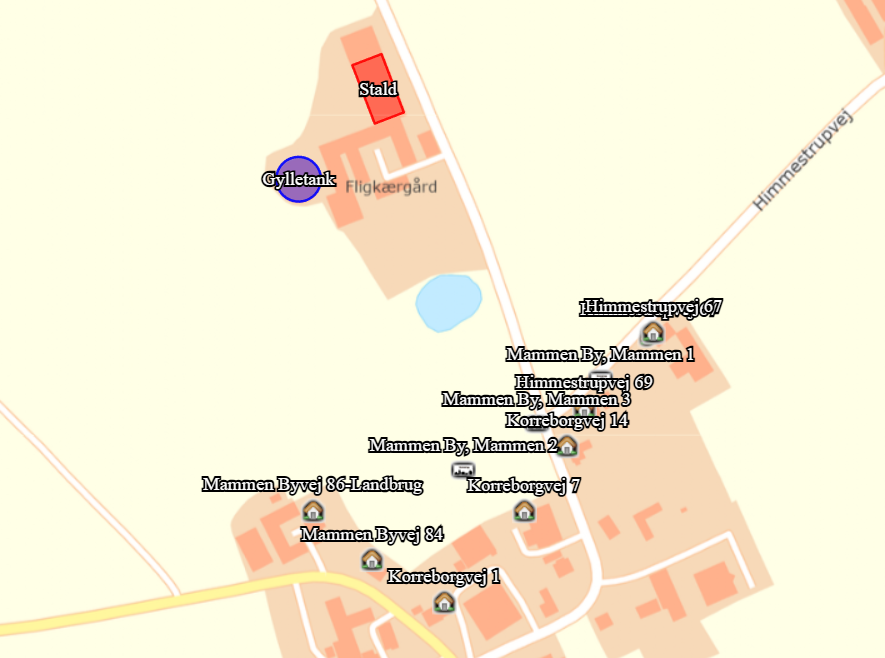 Stald
Himmestrupvej
Gylletank
Fligkærgård
Himmestrupvej 67
Mammen By, Mammen 1
Himmestrupvej 69
Mammen By, Mammen 3
Korreborgvej 14
Mammen By, Mammen 2
Mammen Byvej 86-Landbrug
Korreborgvej 7
Mammen Byvej 84
Korreborgvej 1